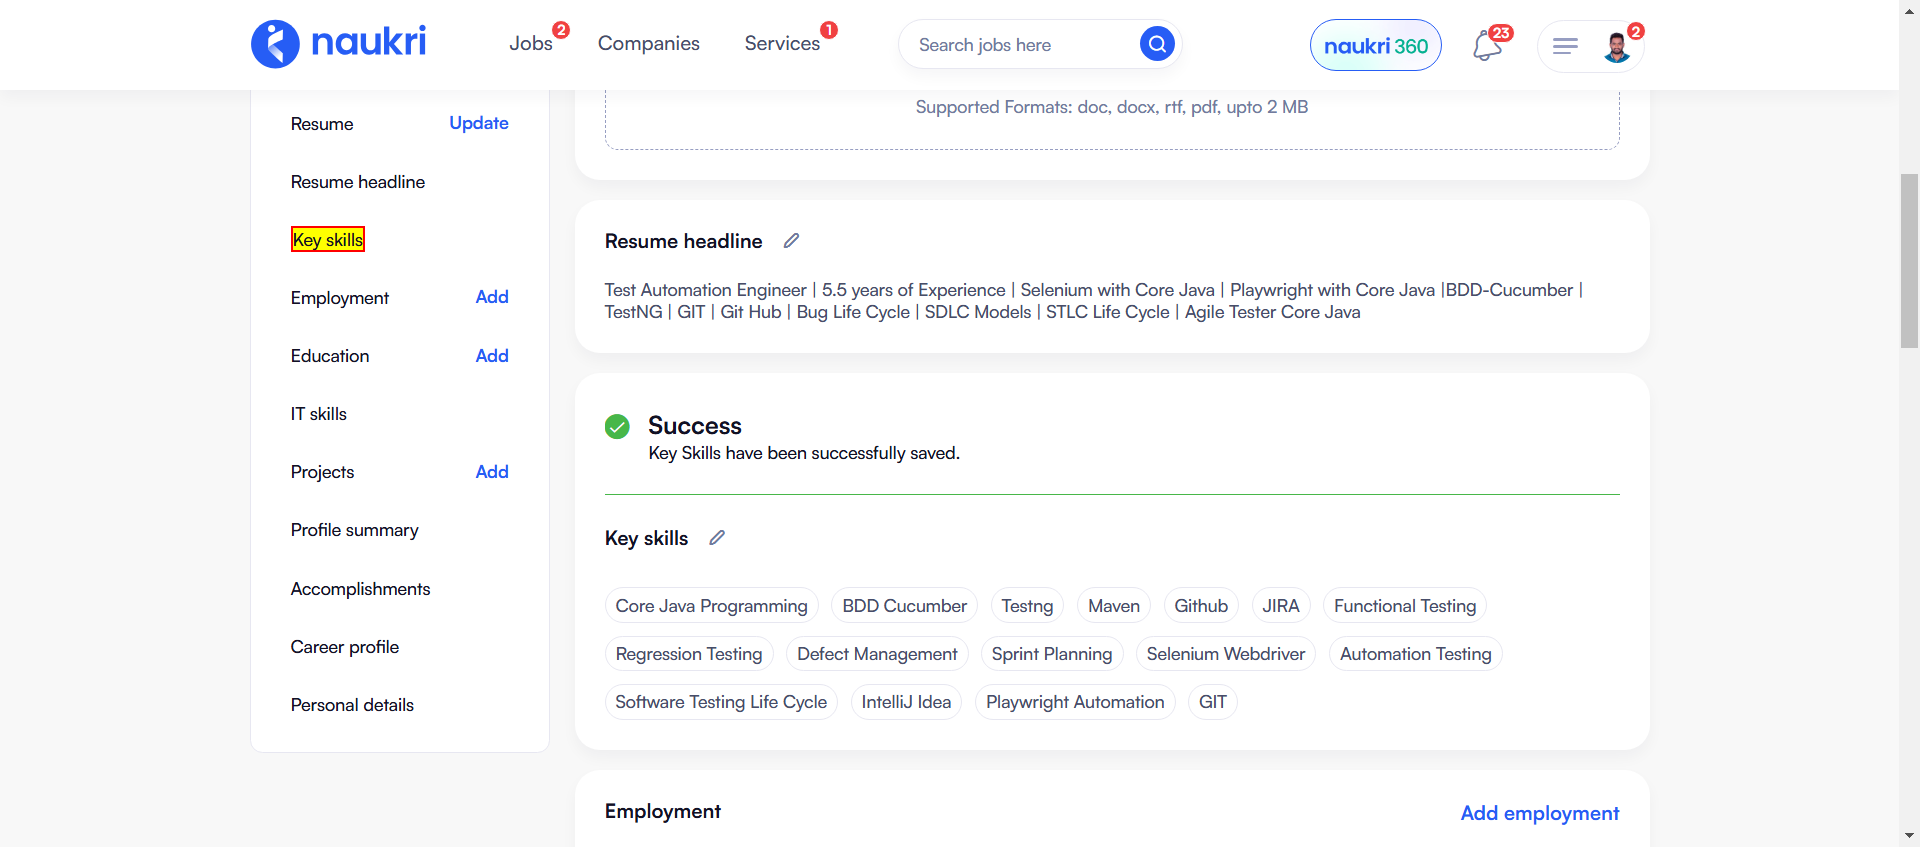 naukri
Jobs 2
Companies
Services 1
Search jobs here
naukri 360
23
2
Resume Update
Resume headline
Key skills
Employment Add
Education Add
IT skills
Projects Add
Profile summary
Accomplishments
Career profile
Personal details
Supported Formats: doc, docx, rtf, pdf, upto 2 MB
Resume headline
Test Automation Engineer | 5.5 years of Experience | Selenium with Core Java | Playwright with Core Java |BDD-Cucumber |
TestNG | GIT | Git Hub | Bug Life Cycle | SDLC Models | STLC Life Cycle | Agile Tester Core Java
Success
Key Skills have been successfully saved.
Key skills
Core Java Programming BDD Cucumber Testng Maven Github JIRA Functional Testing
Regression Testing Defect Management Sprint Planning Selenium Webdriver Automation Testing
Software Testing Life Cycle IntelliJ Idea Playwright Automation GIT
Employment Add employment